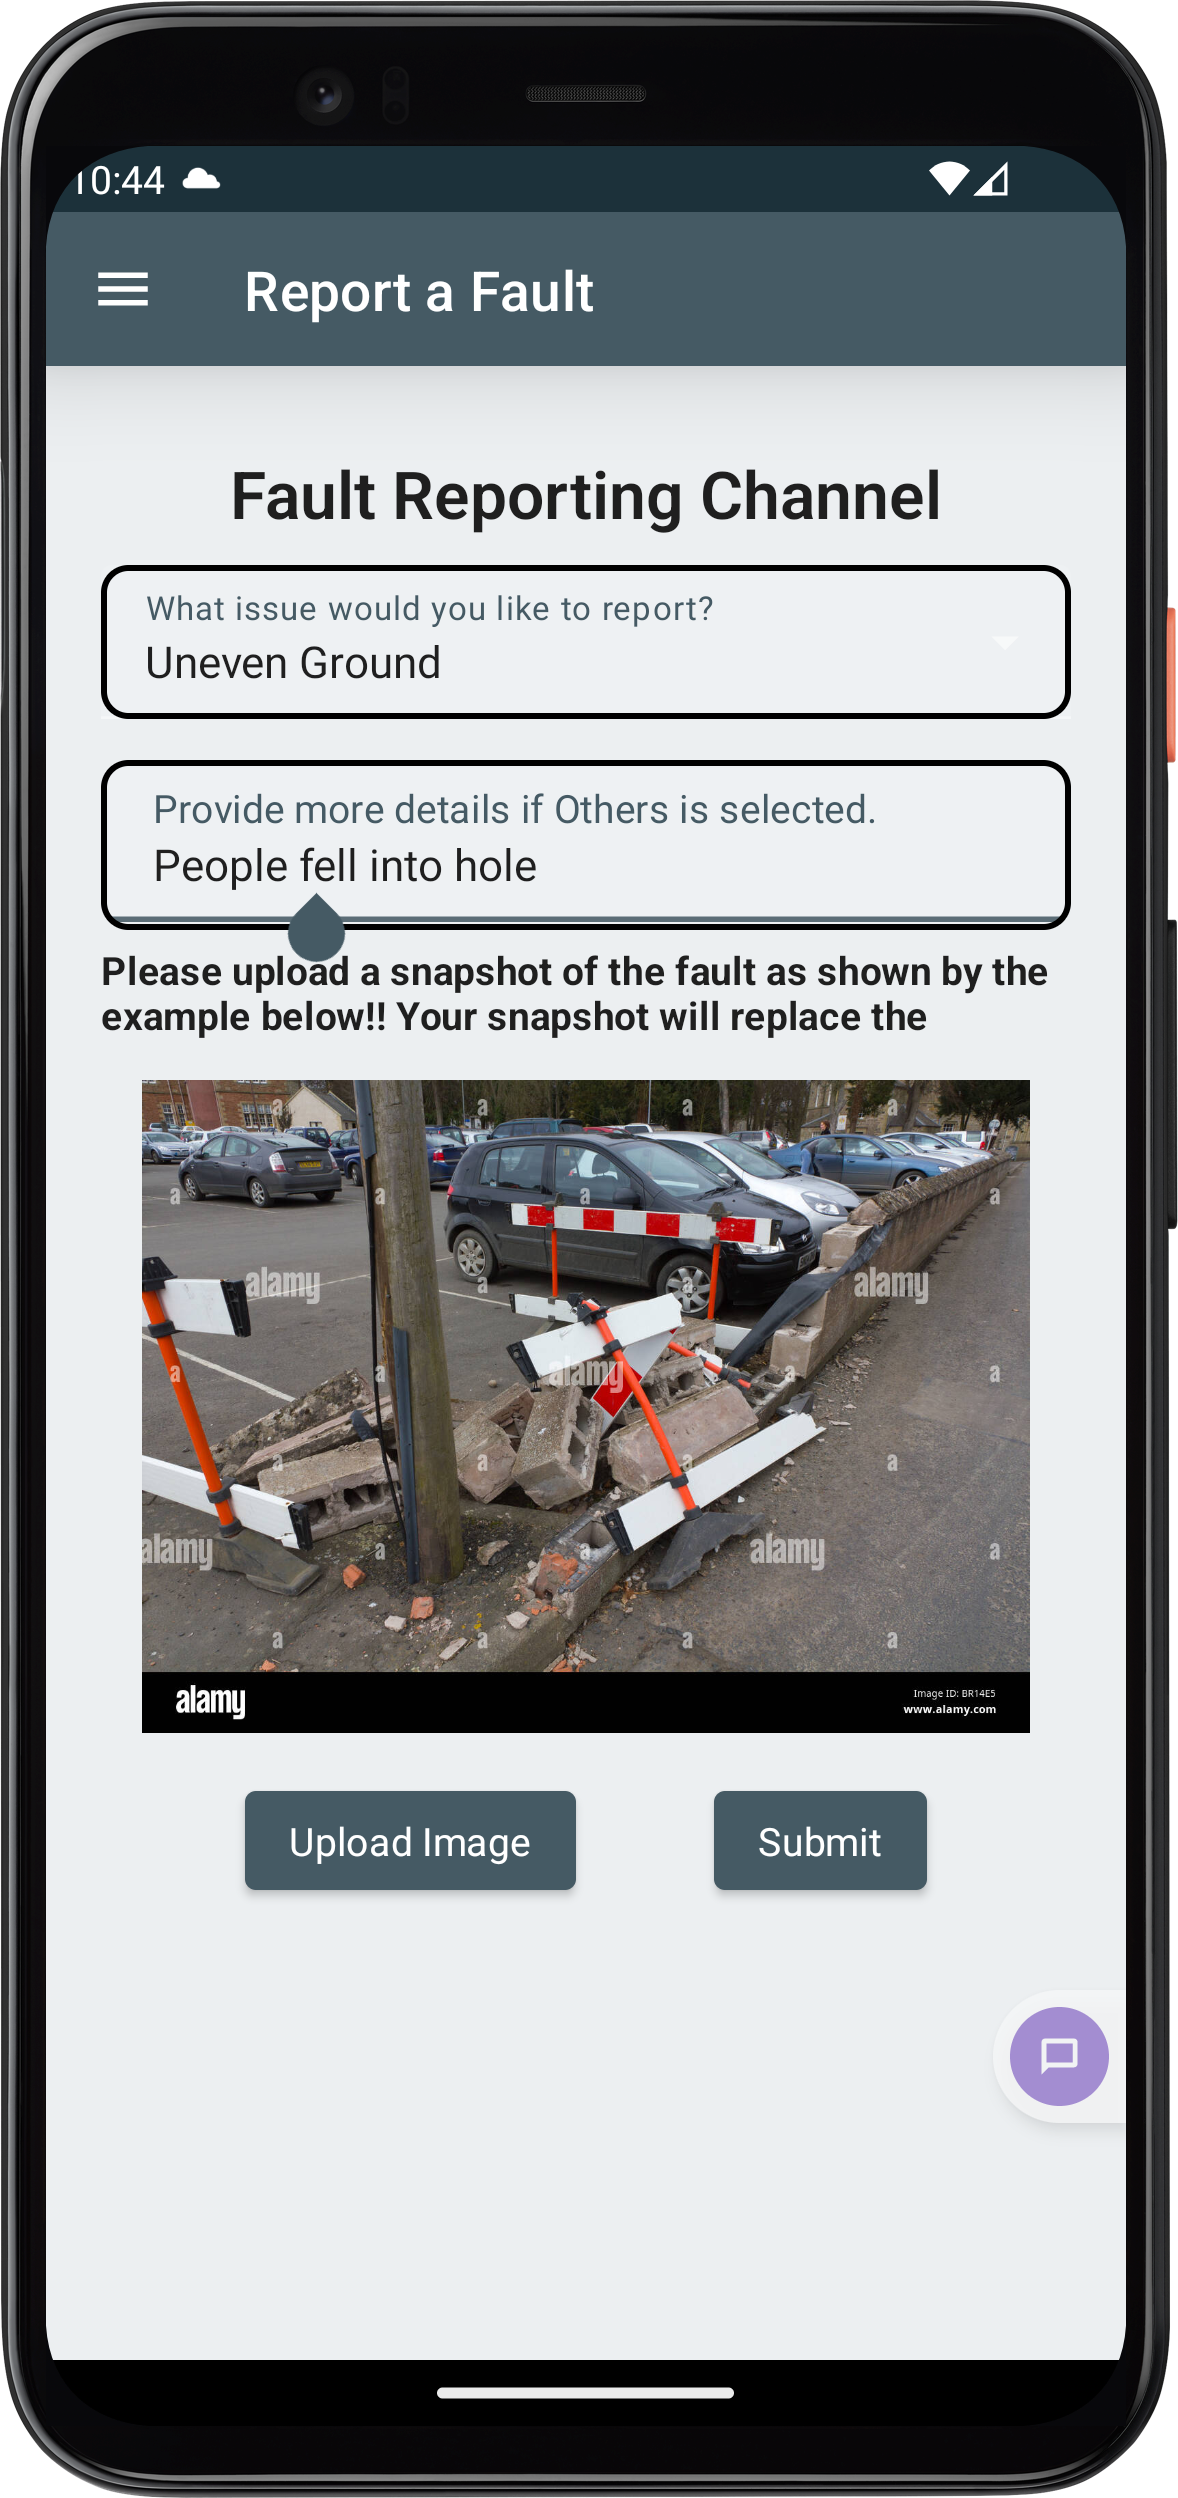 10:44
Report a Fault
Fault Reporting Channel
What issue would you like to report?
Uneven Ground
Provide more details if Others is selected.
People fell into hole
Please upload a snapshot of the fault as shown by the
example below!! Your snapshot will replace the
a a a a
a a a a
alamy a alamy
a a alamy a a
a a a a
alamy a a alamy a
a a a a
alamy
Image ID: BR14E5
www.alamy.com
Upload Image
Submit